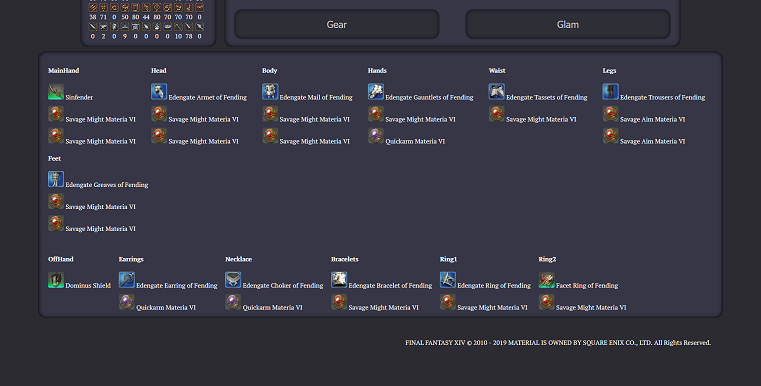 38 71 0 50 80 44 80 70 70 70 0
0 2 0 9 0 0 0 0 10 78 0
Gear Glam
MainHand Head Body Hands Waist Legs
Sinfender Edengate Armet of Fending Edengate Mail of Fending Edengate Gauntlets of Fending Edengate Tassets of Fending Edengate Trousers of Fending
Savage Might Materia VI Savage Might Materia VI Savage Might Materia VI Savage Might Materia VI Savage Might Materia VI Savage Aim Materia VI
Savage Might Materia VI Savage Might Materia VI Savage Might Materia VI Quickarm Materia VI Savage Aim Materia VI
Feet
Edengate Greaves of Fending
Savage Might Materia VI
Savage Might Materia VI
OffHand Earrings Necklace Bracelets Ring1 Ring2
Dominus Shield Edengate Earring of Fending Edengate Choker of Fending Edengate Bracelet of Fending Edengate Ring of Fending Facet Ring of Fending
Quickarm Materia VI Quickarm Materia VI Savage Might Materia VI Savage Might Materia VI Savage Might Materia VI
FINAL FANTASY XIV © 2010 - 2019 MATERIAL IS OWNED BY SQUARE ENIX CO., LTD. All Rights Reserved.